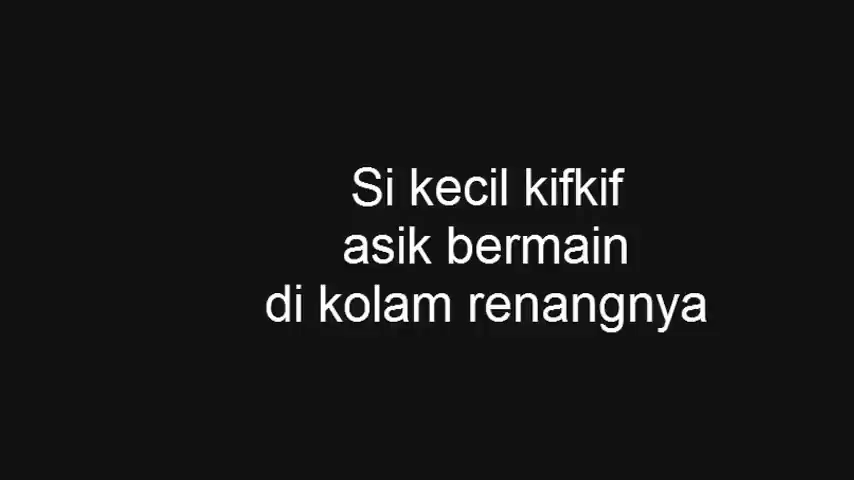 Si kecil kifkif
asik bermain
di kolam renangnya